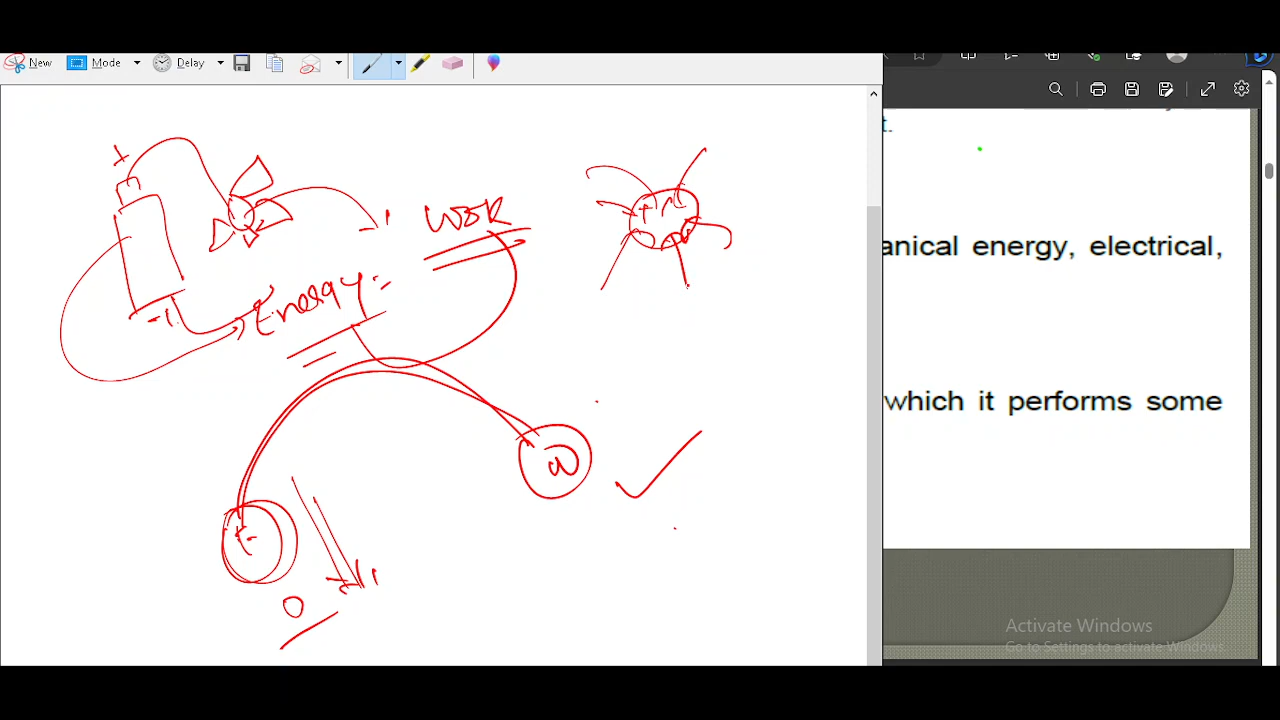 New Mode Delay
t.
+
WORK
Energy:
anical energy, electrical,
which it performs some
0
Activate Windows
Go to Settings to activate Windows.